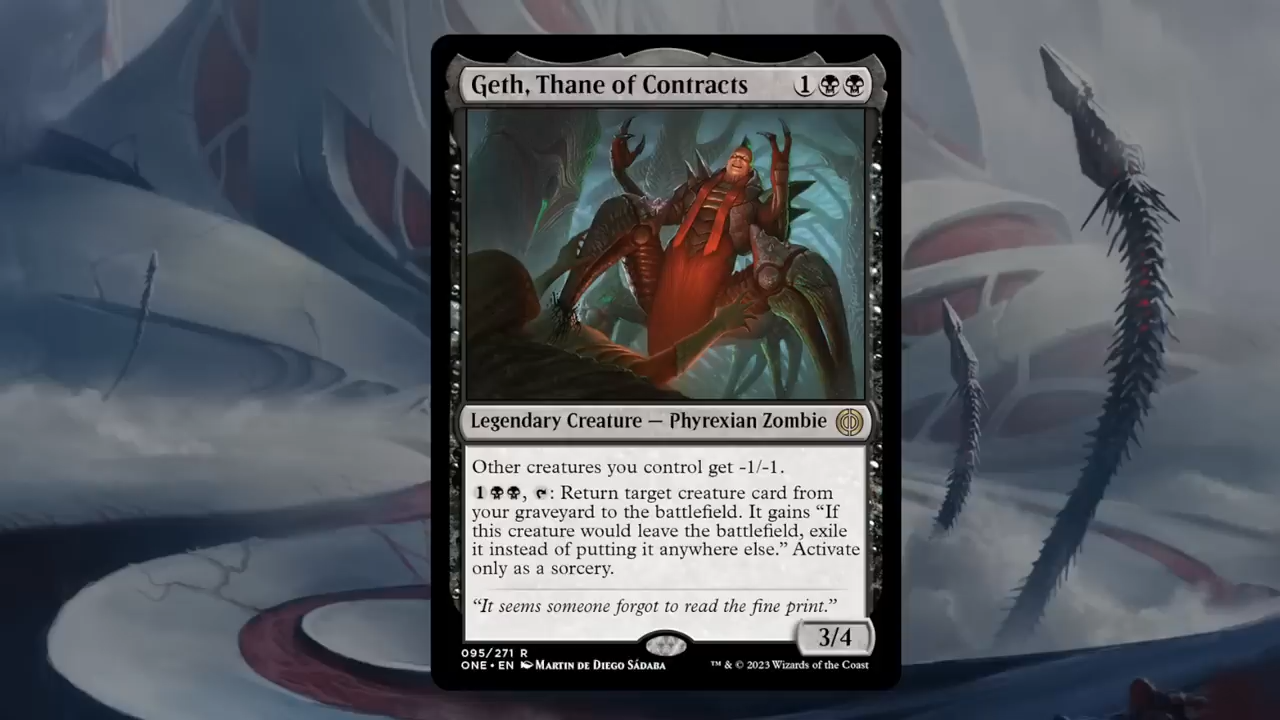 Geth, Thane of Contracts 1
Legendary Creature — Phyrexian Zombie
Other creatures you control get -1/-1.
1, : Return target creature card from
your graveyard to the battlefield. It gains “If
this creature would leave the battlefield, exile
it instead of putting it anywhere else.” Activate
only as a sorcery.
“It seems someone forgot to read the fine print.”
3/4
095/271 R
ONE • EN MARTIN DE DIEGO SÁDABA ™ & © 2023 Wizards of the Coast